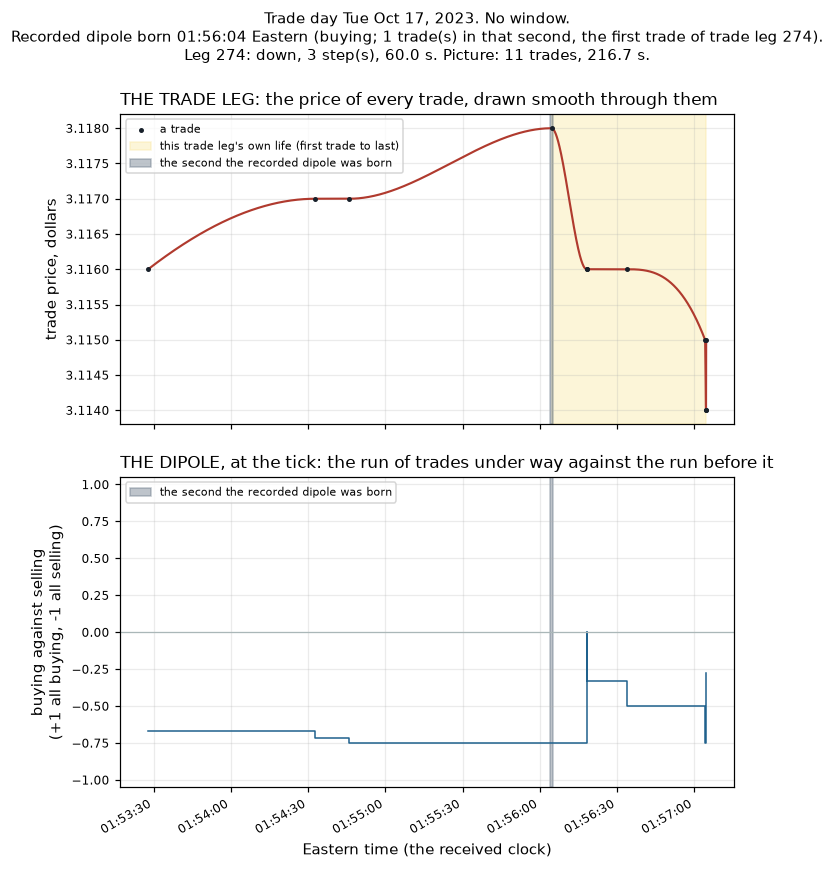 Trade day Tue Oct 17, 2023. No window.
Recorded dipole born 01:56:04 Eastern (buying; 1 trade(s) in that second, the first trade of trade leg 274).
Leg 274: down, 3 step(s), 60.0 s. Picture: 11 trades, 216.7 s.
THE TRADE LEG: the price of every trade, drawn smooth through them
a trade
this trade leg's own life (first trade to last)
the second the recorded dipole was born
3.1180
3.1175
3.1170
3.1165
3.1160
3.1155
3.1150
3.1145
3.1140
trade price, dollars
THE DIPOLE, at the tick: the run of trades under way against the run before it
the second the recorded dipole was born
1.00
0.75
0.50
0.25
0.00
−0.25
−0.50
−0.75
−1.00
buying against selling
(+1 all buying, -1 all selling)
01:53:30
01:54:00
01:54:30
01:55:00
01:55:30
01:56:00
01:56:30
01:57:00
Eastern time (the received clock)